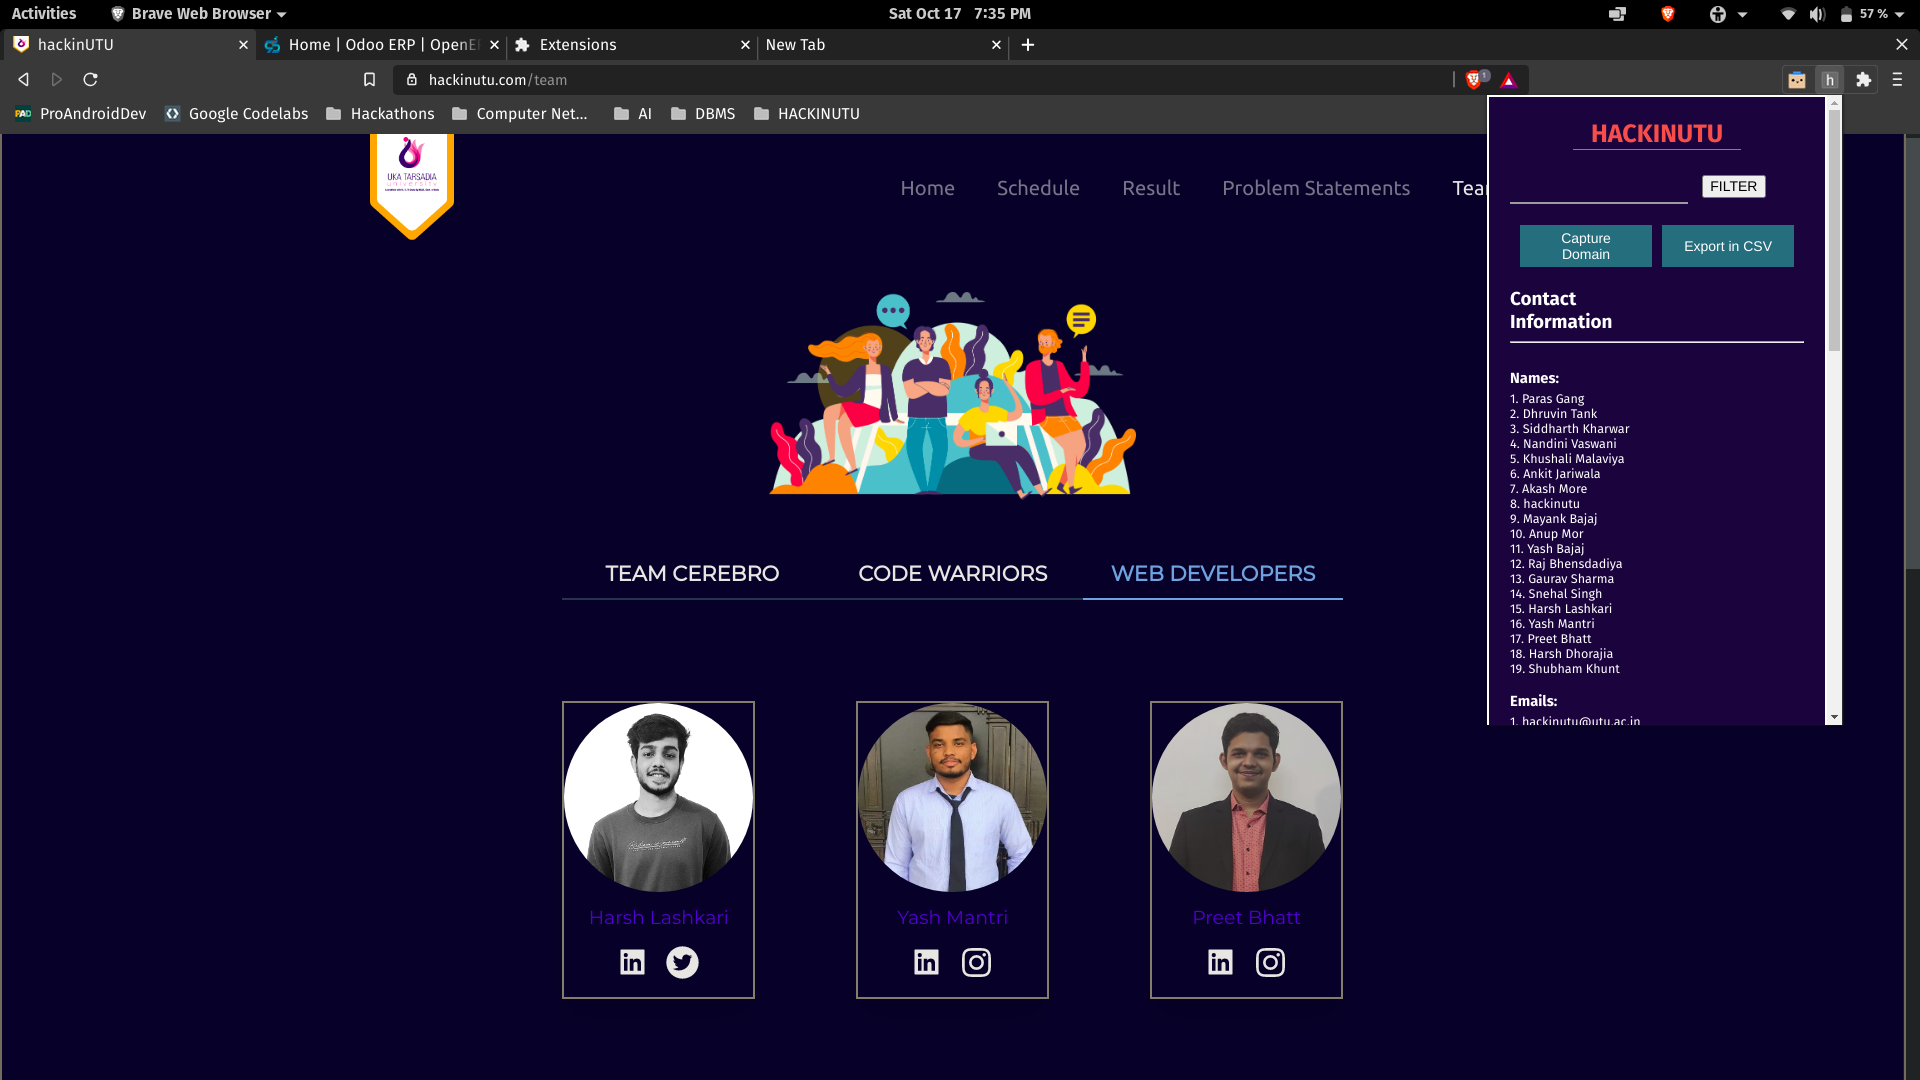 Activities
Brave Web Browser
Sat Oct 17 7:35 PM
57 %
hackinUTU
Home | Odoo ERP | OpenE
Extensions
New Tab
hackinutu.com/team
1
h
PAD ProAndroidDev
Google Codelabs
Hackathons
Computer Net...
AI
DBMS
HACKINUTU
UKA TARSADIA
university
Home
Schedule
Result
Problem Statements
Tea
HACKINUTU
FILTER
Capture
Domain
Export in CSV
Contact
Information
Names:
1. Paras Gang
2. Dhruvin Tank
3. Siddharth Kharwar
4. Nandini Vaswani
5. Khushali Malaviya
6. Ankit Jariwala
7. Akash More
8. hackinutu
9. Mayank Bajaj
10. Anup Mor
11. Yash Bajaj
12. Raj Bhensdadiya
13. Gaurav Sharma
14. Snehal Singh
15. Harsh Lashkari
16. Yash Mantri
17. Preet Bhatt
18. Harsh Dhorajia
19. Shubham Khunt
Emails:
1. hackinutu@utu.ac.in
TEAM CEREBRO
CODE WARRIORS
WEB DEVELOPERS
Harsh Lashkari
Yash Mantri
Preet Bhatt
in
in
in